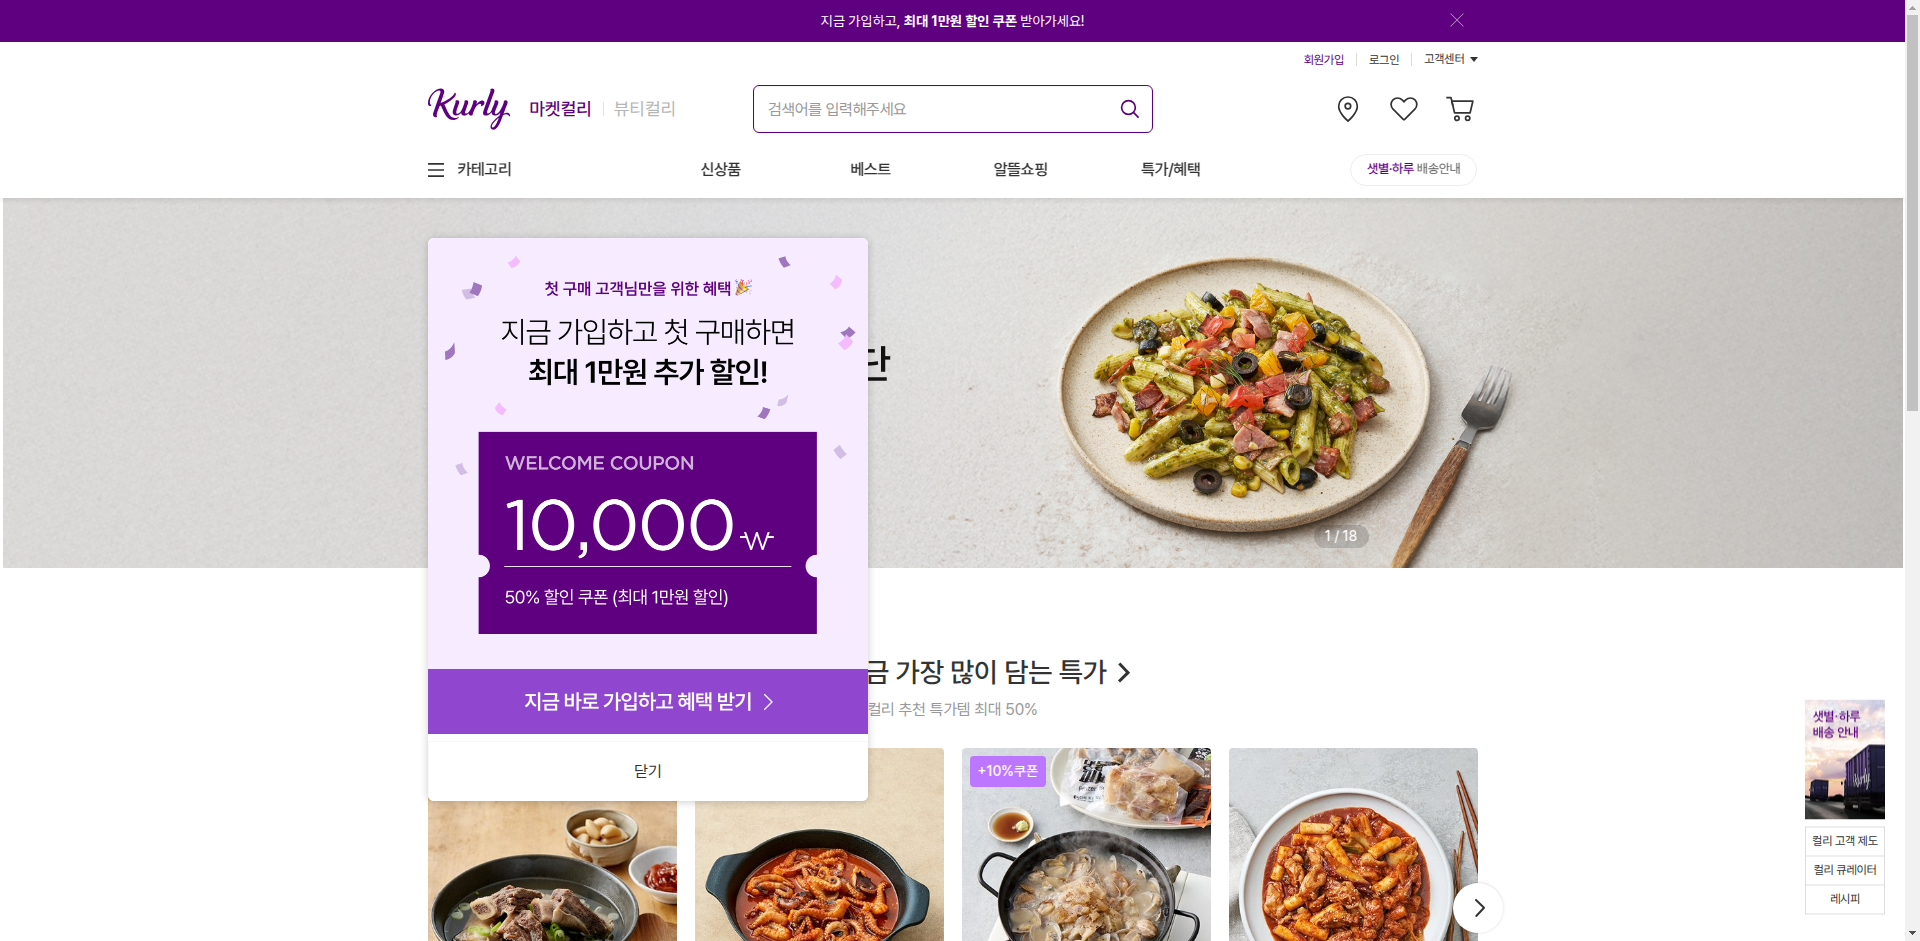 지금 가입하고, 최대 1만원 할인 쿠폰 받아가세요!
회원가입
로그인
고객센터
Kurly
마켓컬리
뷰티컬리
검색어를 입력해주세요
카테고리
신상품
베스트
알뜰쇼핑
특가/혜택
샛별·하루 배송안내
첫 구매 고객님만을 위한 혜택
지금 가입하고 첫 구매하면
최대 1만원 추가 할인!
단
WELCOME COUPON
10,000₩
50% 할인 쿠폰 (최대 1만원 할인)
1 / 18
지금 바로 가입하고 혜택 받기
닫기
금 가장 많이 담는 특가
컬리 추천 특가템 최대 50%
+10%쿠폰
샛별·하루
배송 안내
Kurly
컬리 고객 제도
컬리 큐레이터
레시피